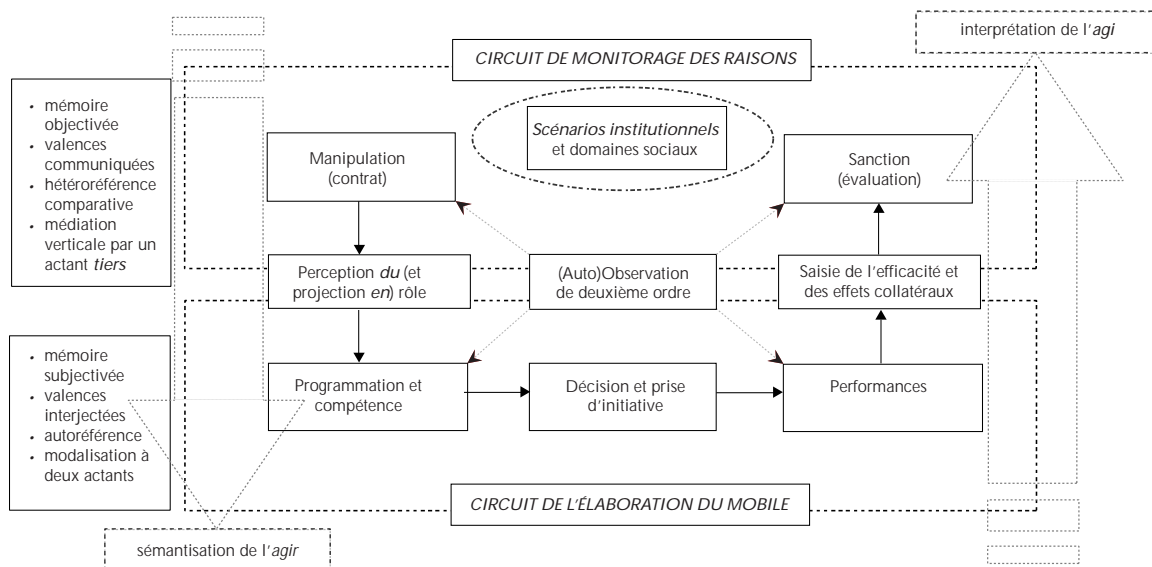 interprétation de l'agi
CIRCUIT DE MONITORAGE DES RAISONS
• mémoire
objectivée
• valences
communiquées
• hétéroréférence
comparative
• médiation
verticale par un
actant tiers
Manipulation
(contrat)
Scénarios institutionnels
et domaines sociaux
Sanction
(évaluation)
Perception du (et
projection en) rôle
(Auto)Observation
de deuxième ordre
Saisie de l'efficacité et
des effets collatéraux
• mémoire
subjectivée
• valences
interjectées
• autoréférence
• modalisation à
deux actants
Programmation et
compétence
Décision et prise
d'initiative
Performances
CIRCUIT DE L'ÉLABORATION DU MOBILE
sémantisation de l'agir